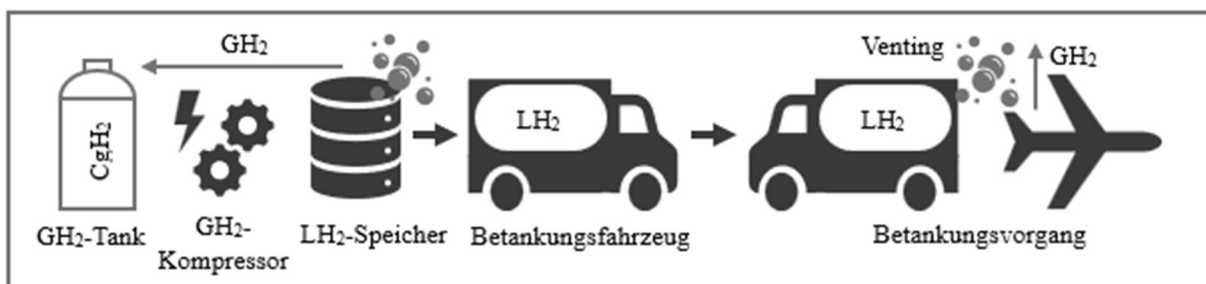 GH₂
Venting
GH₂
CgH₂
LH₂
LH₂
GH₂-Tank
GH₂-
Kompressor
LH₂-Speicher
Betankungsfahrzeug
Betankungsvorgang